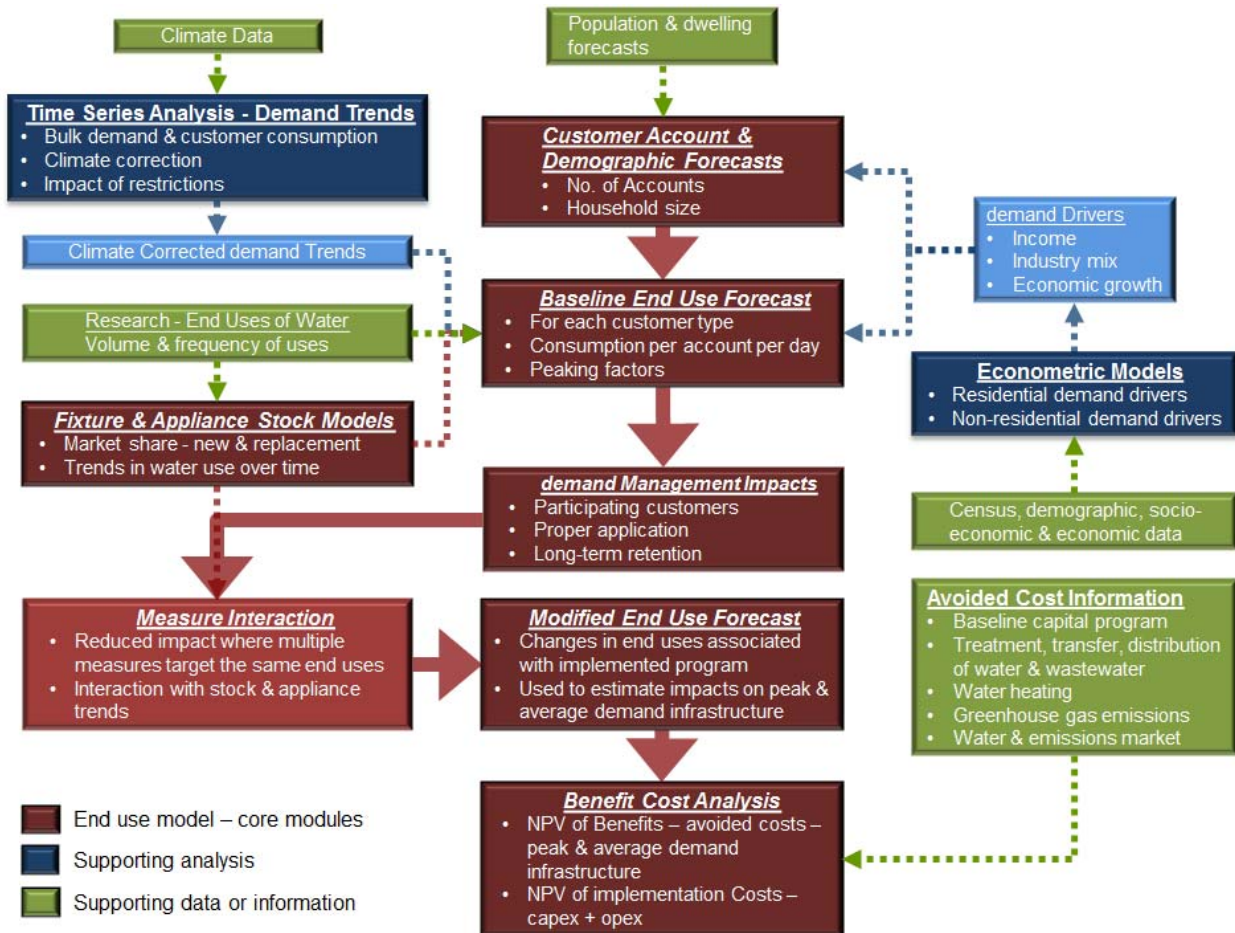 Climate Data
Population & dwelling
forecasts
Time Series Analysis - Demand Trends
• Bulk demand & customer consumption
• Climate correction
• Impact of restrictions
Customer Account &
Demographic Forecasts
• No. of Accounts
• Household size
demand Drivers
• Income
• Industry mix
• Economic growth
Climate Corrected demand Trends
Research - End Uses of Water
Volume & frequency of uses
Baseline End Use Forecast
• For each customer type
• Consumption per account per day
• Peaking factors
Econometric Models
• Residential demand drivers
• Non-residential demand drivers
Fixture & Appliance Stock Models
• Market share - new & replacement
• Trends in water use over time
demand Management Impacts
• Participating customers
• Proper application
• Long-term retention
Census, demographic, socio-
economic & economic data
Measure Interaction
• Reduced impact where multiple
measures target the same end uses
• Interaction with stock & appliance
trends
Modified End Use Forecast
• Changes in end uses associated
with implemented program
• Used to estimate impacts on peak &
average demand infrastructure
Avoided Cost Information
• Baseline capital program
• Treatment, transfer, distribution
of water & wastewater
• Water heating
• Greenhouse gas emissions
• Water & emissions market
Benefit Cost Analysis
• NPV of Benefits – avoided costs –
peak & average demand
infrastructure
• NPV of implementation Costs –
capex + opex
End use model – core modules
Supporting analysis
Supporting data or information